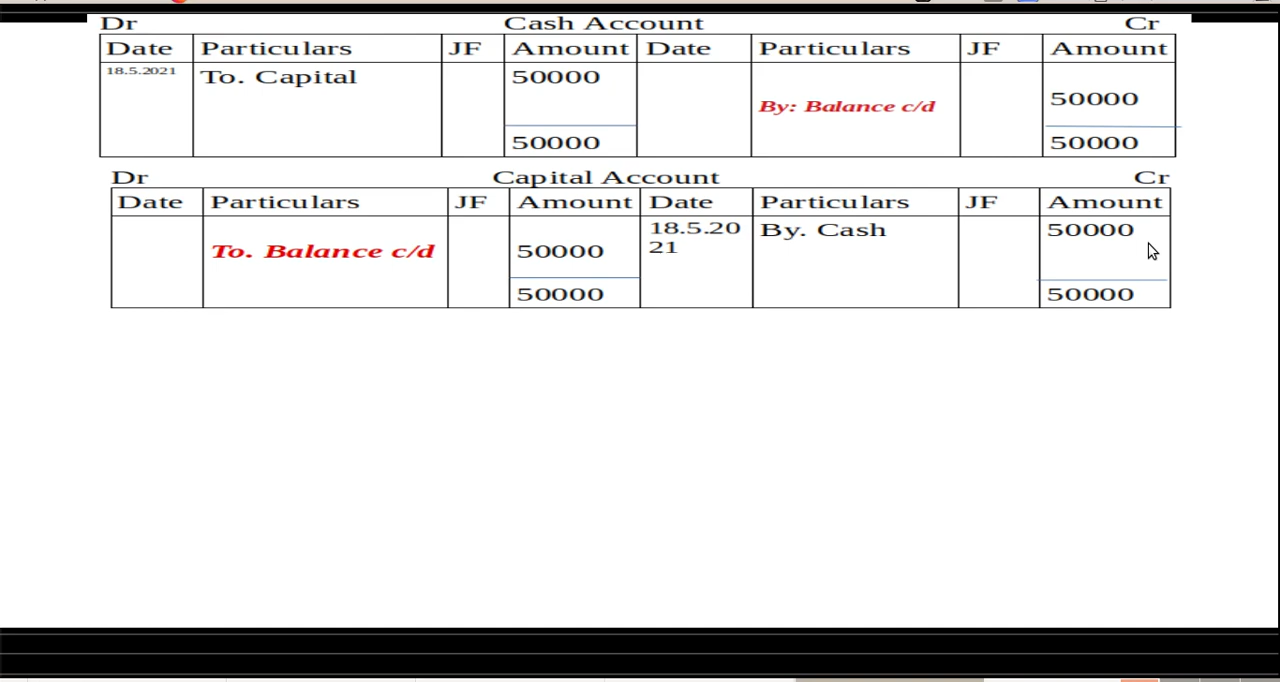 Dr Cash Account Cr
Date Particulars JF Amount Date Particulars JF Amount
18.5.2021 To. Capital 50000
By: Balance c/d 50000
50000 50000
Dr Capital Account Cr
Date Particulars JF Amount Date Particulars JF Amount
18.5.20 By. Cash 50000
To. Balance c/d 50000 21
50000 50000